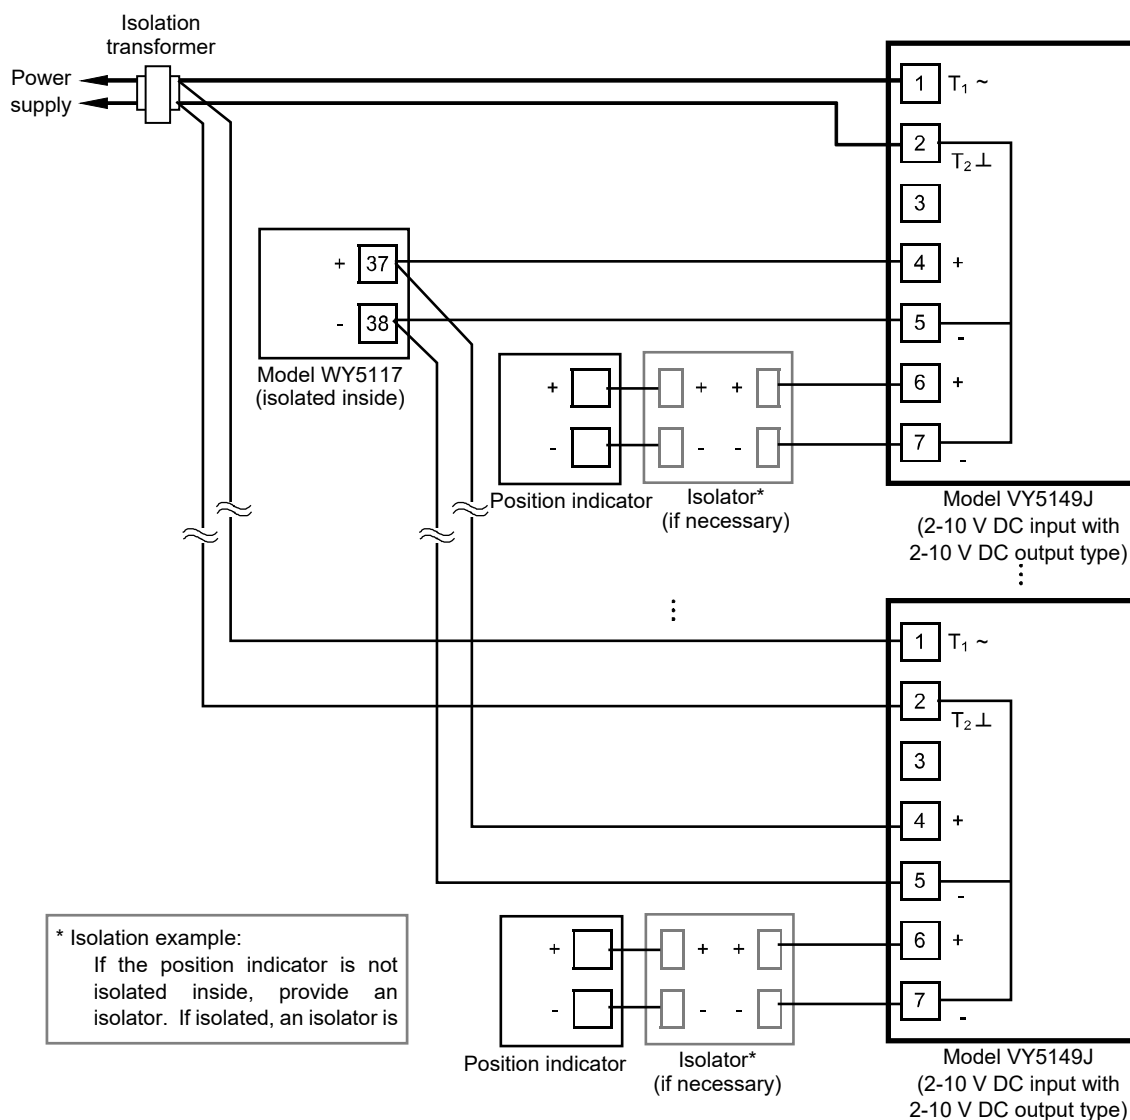 Isolation
transformer
Power
supply
1 T₁ ~
2
T₂ ⊥
3
+ 37
4 +
- 38
5 -
Model WY5117
(isolated inside)
+ + + 6 +
- - - 7 -
Position indicator
Isolator*
(if necessary)
Model VY5149J
(2-10 V DC input with
2-10 V DC output type)
1 T₁ ~
2
T₂ ⊥
3
4 +
5 -
* Isolation example:
If the position indicator is not
isolated inside, provide an
isolator. If isolated, an isolator is
+ + + 6 +
- - - 7 -
Position indicator
Isolator*
(if necessary)
Model VY5149J
(2-10 V DC input with
2-10 V DC output type)